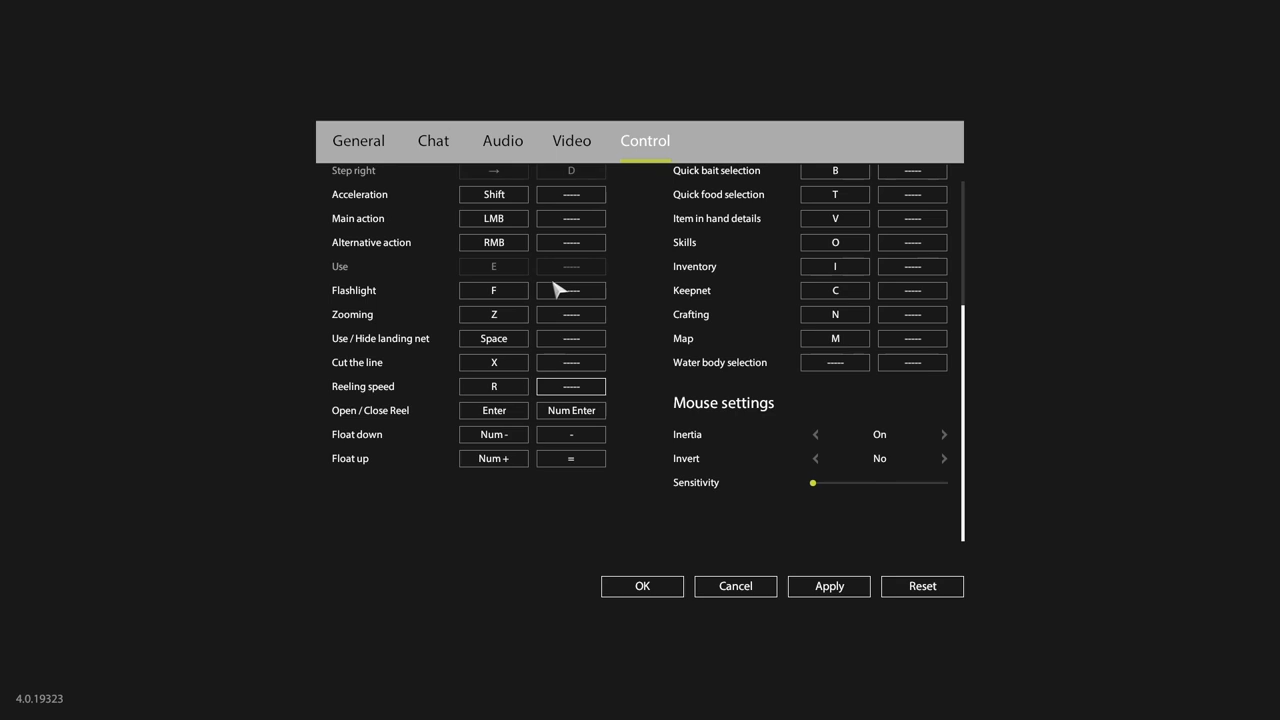 General Chat Audio Video Control
Step right → D
Acceleration Shift -----
Main action LMB -----
Alternative action RMB -----
Use E -----
Flashlight F -----
Zooming Z -----
Use / Hide landing net Space -----
Cut the line X -----
Reeling speed R -----
Open / Close Reel Enter Num Enter
Float down Num - -
Float up Num + =
Quick bait selection B -----
Quick food selection T -----
Item in hand details V -----
Skills O -----
Inventory I -----
Keepnet C -----
Crafting N -----
Map M -----
Water body selection ----- -----
Mouse settings
Inertia On
Invert No
Sensitivity
OK Cancel Apply Reset
4.0.19323